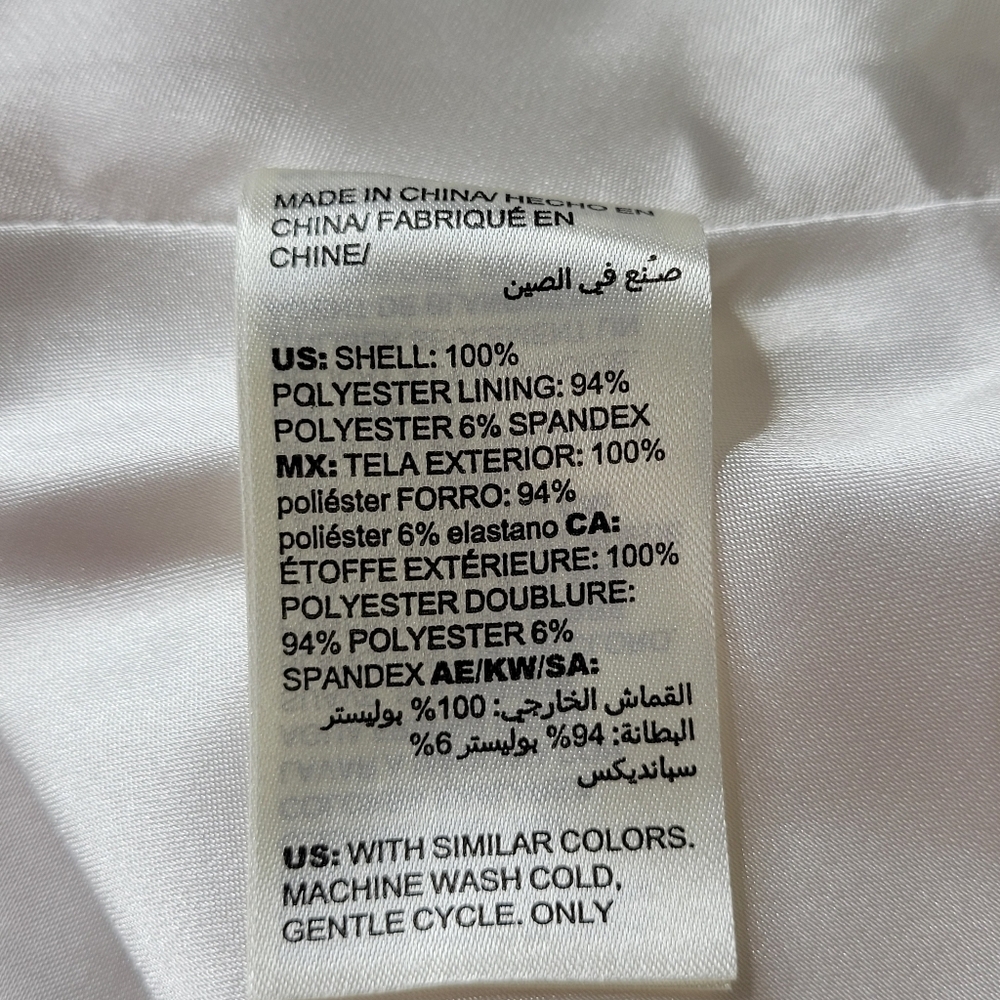 MADE IN CHINA/ HECHO EN
CHINA/ FABRIQUÉ EN
CHINE/
صُنع في الصين
US: SHELL: 100%
POLYESTER LINING: 94%
POLYESTER 6% SPANDEX
MX: TELA EXTERIOR: 100%
poliéster FORRO: 94%
poliéster 6% elastano CA:
ÉTOFFE EXTÉRIEURE: 100%
POLYESTER DOUBLURE:
94% POLYESTER 6%
SPANDEX AE/KW/SA:
القماش الخارجي: 100% بوليستر
البطانة: 94% بوليستر 6%
سبانديكس
US: WITH SIMILAR COLORS.
MACHINE WASH COLD,
GENTLE CYCLE. ONLY